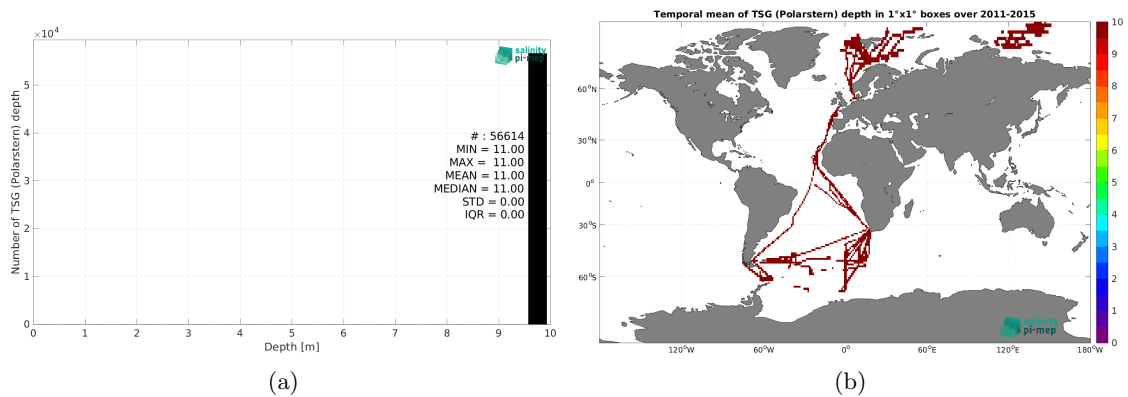 ×10⁴
salinity
pi-mep
5
4
3
2
1
0
# : 56614
MIN = 11.00
MAX = 11.00
MEAN = 11.00
MEDIAN = 11.00
STD = 0.00
IQR = 0.00
Number of TSG (Polarstern) depth
0 1 2 3 4 5 6 7 8 9 10
Depth [m]
(a)
Temporal mean of TSG (Polarstern) depth in 1°x1° boxes over 2011-2015
60°N
30°N
0°
30°S
60°S
120°W 60°W 0° 60°E 120°E 180°W
salinity
pi-mep
10
9
8
7
6
5
4
3
2
1
0
(b)